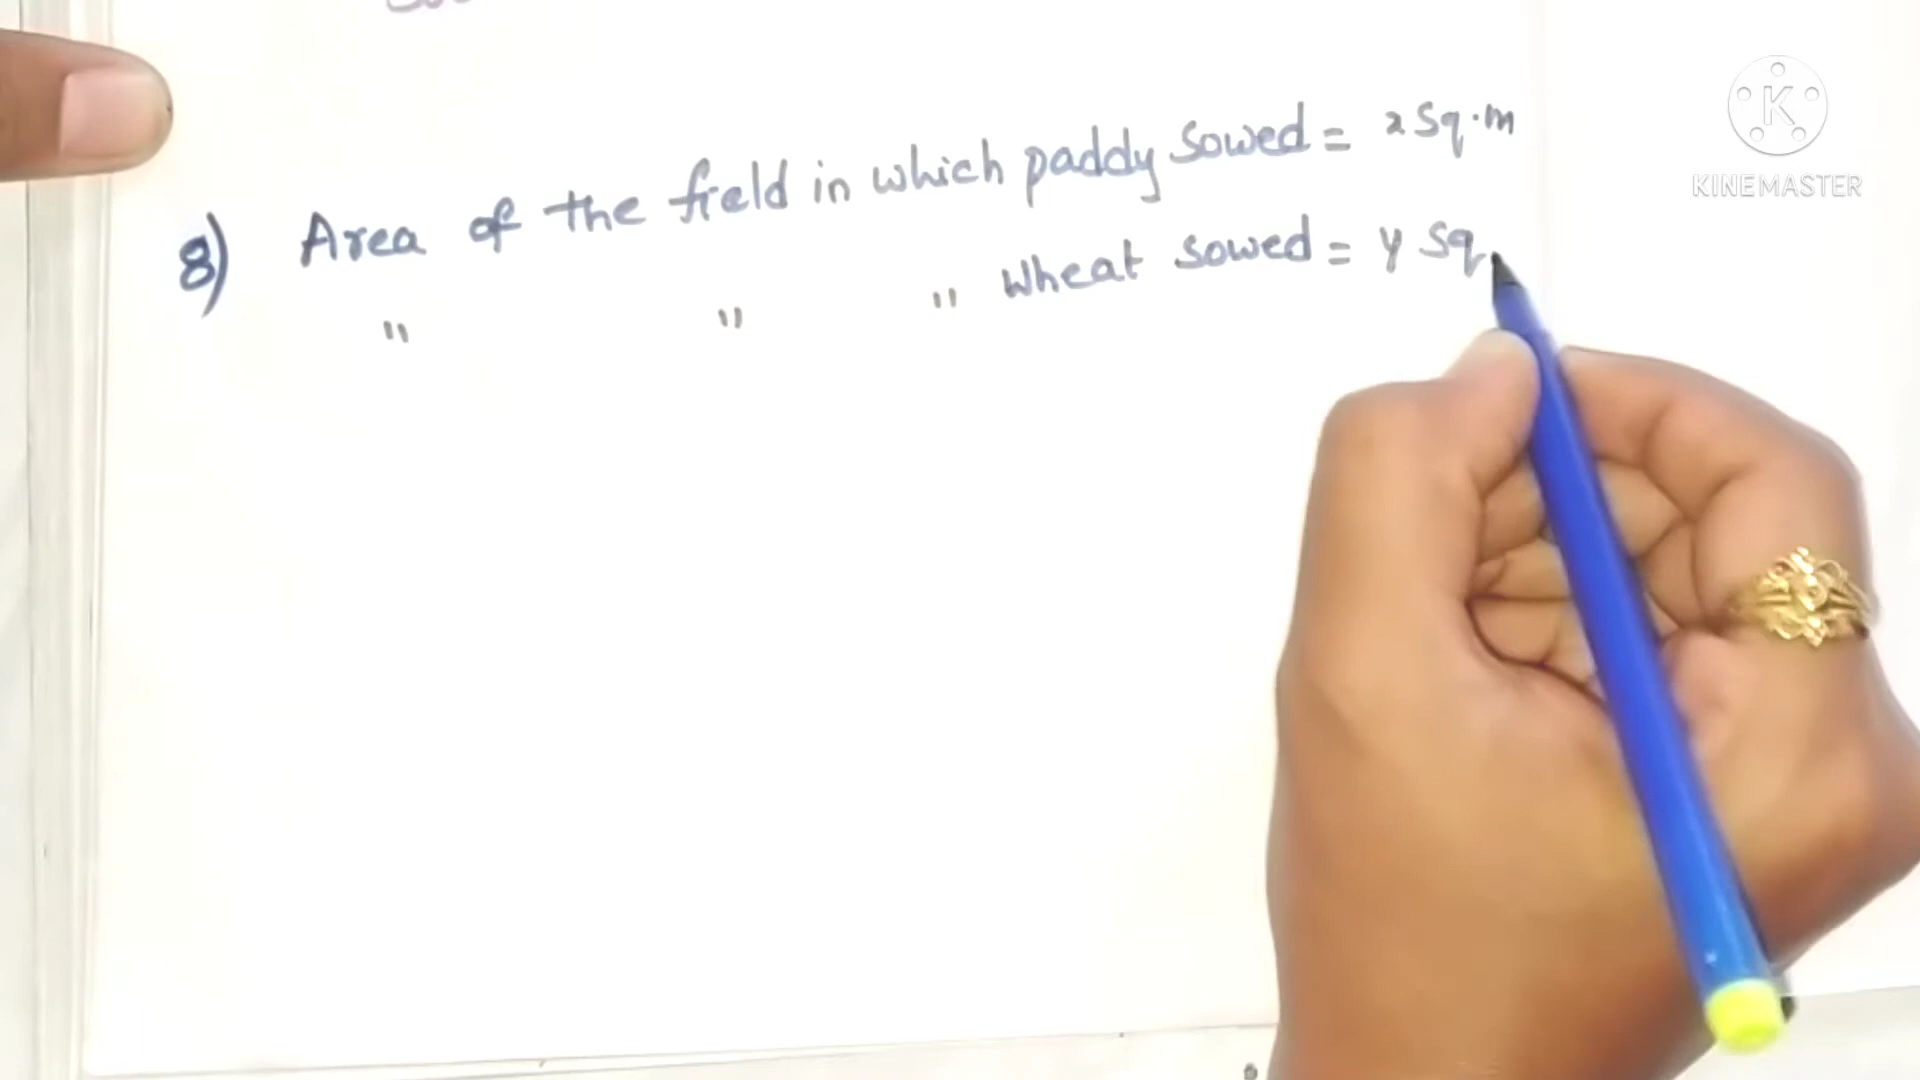 8) Area of the field in which paddy sowed = x sq.m
" " " Wheat sowed = y sq.
K
KINEMASTER